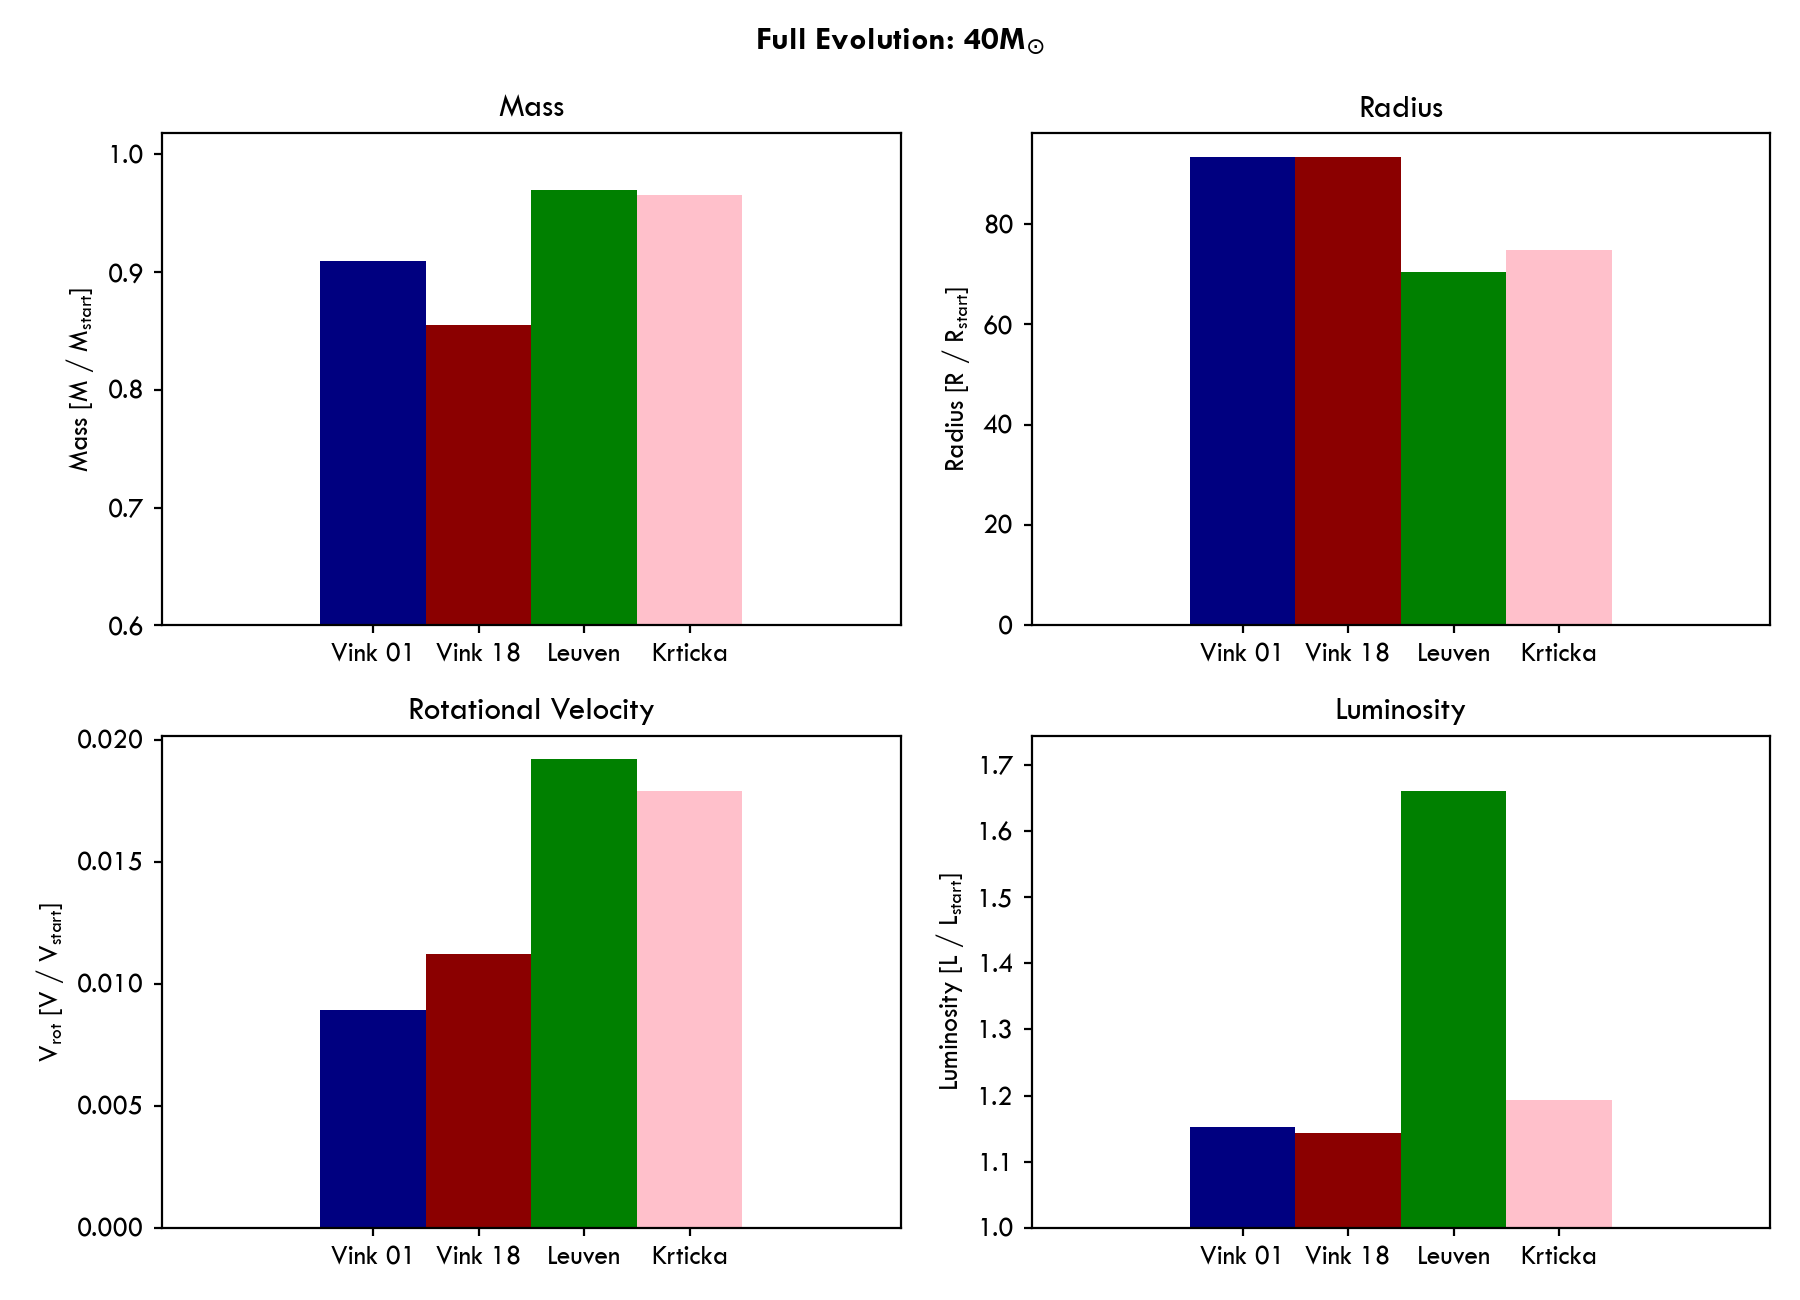 Full Evolution: 40M☉
Mass
Mass [M / Mstart]
1.0
0.9
0.8
0.7
0.6
Vink 01 Vink 18 Leuven Krticka
Radius
Radius [R / Rstart]
80
60
40
20
0
Vink 01 Vink 18 Leuven Krticka
Rotational Velocity
Vrot [V / Vstart]
0.020
0.015
0.010
0.005
0.000
Vink 01 Vink 18 Leuven Krticka
Luminosity
Luminosity [L / Lstart]
1.7
1.6
1.5
1.4
1.3
1.2
1.1
1.0
Vink 01 Vink 18 Leuven Krticka